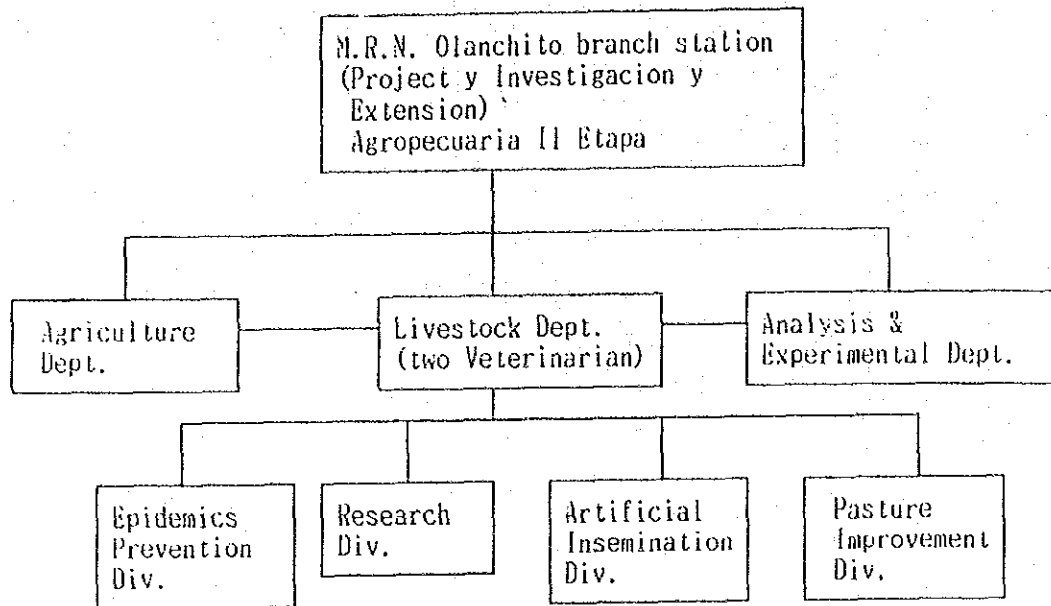 M.R.N. Olanchito branch station
(Project y Investigacion y
Extension)
Agropecuaria II Etapa
Agriculture
Dept.
Livestock Dept.
(two Veterinarian)
Analysis &
Experimental Dept.
Epidemics
Prevention
Div.
Research
Div.
Artificial
Insemination
Div.
Pasture
Improvement
Div.